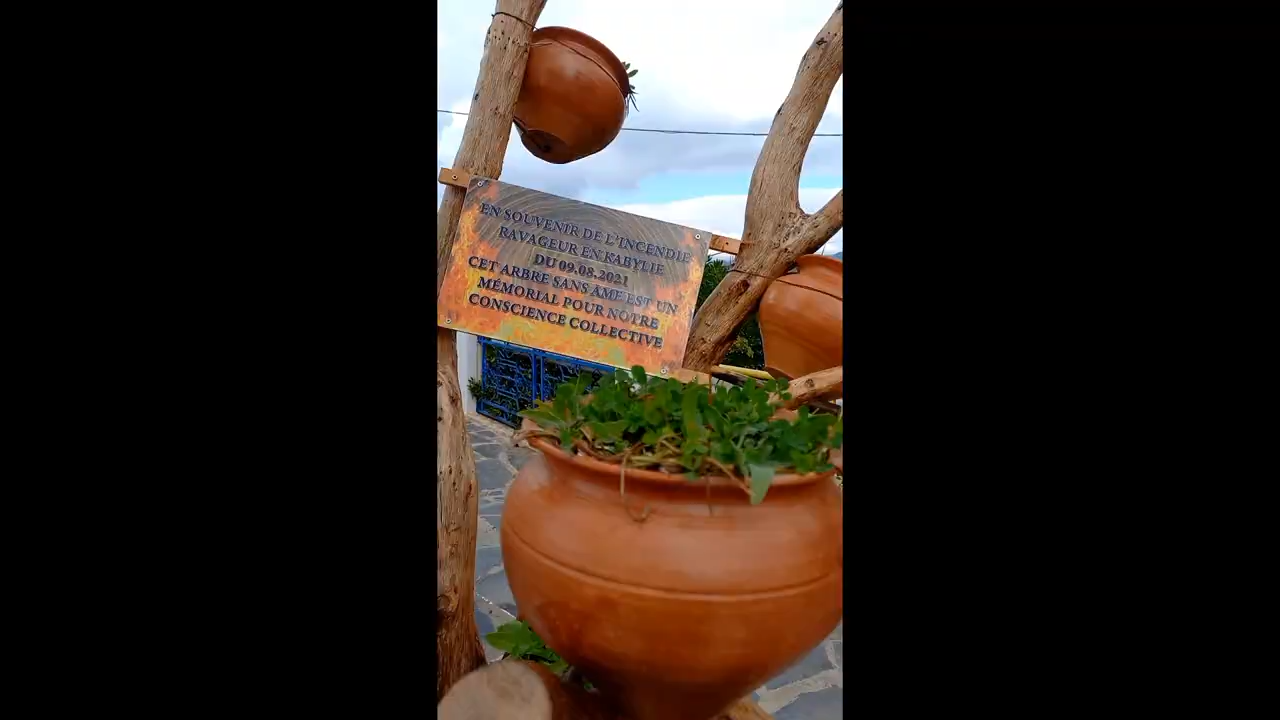 EN SOUVENIR DE L'INCENDIE
RAVAGEUR EN KABYLIE
DU 09.08.2021
CET ARBRE SANS AME EST UN
MÉMORIAL POUR NOTRE
CONSCIENCE COLLECTIVE